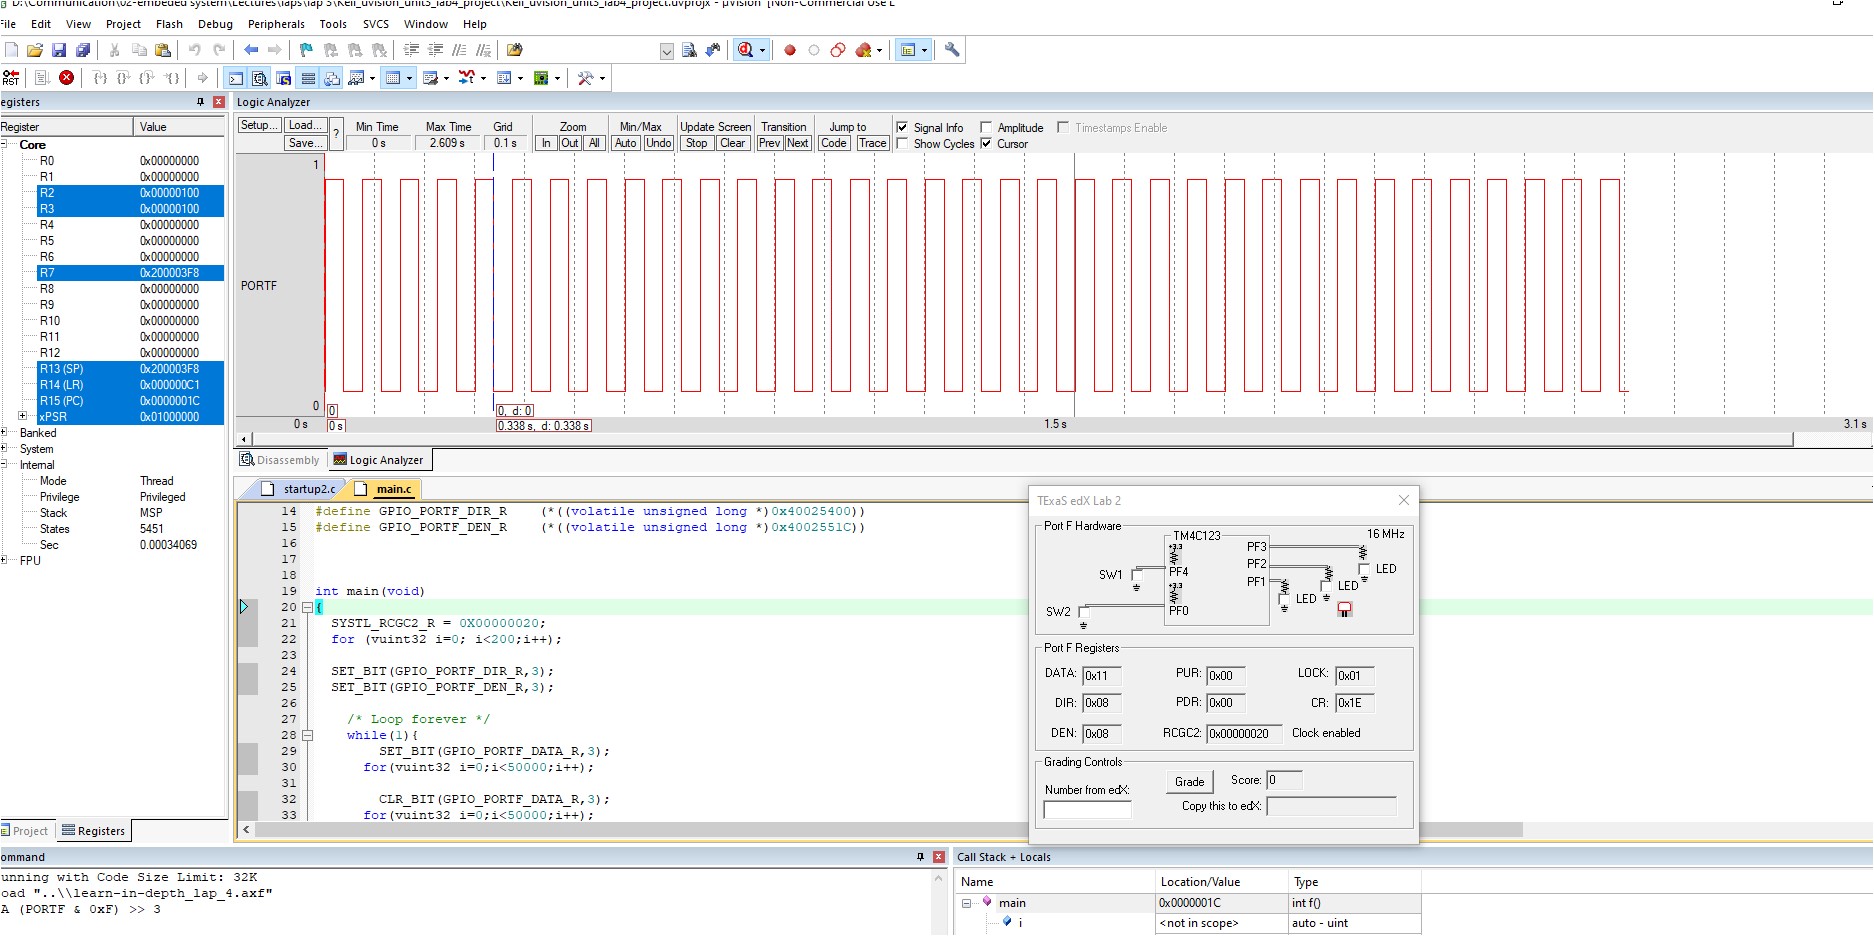 D:\Communication\02-embeded system\Lectures\laps\lap 3\Keil_uvision_unit3_lab4_project\Keil_uvision_unit3_lab4_project.uvprojx - µVision [Non-Commercial Use L
File Edit View Project Flash Debug Peripherals Tools SVCS Window Help
RST
egisters
Register Value
Core
R0 0x00000000
R1 0x00000000
R2 0x00000100
R3 0x00000100
R4 0x00000000
R5 0x00000000
R6 0x00000000
R7 0x200003F8
R8 0x00000000
R9 0x00000000
R10 0x00000000
R11 0x00000000
R12 0x00000000
R13 (SP) 0x200003F8
R14 (LR) 0x000000C1
R15 (PC) 0x0000001C
xPSR 0x01000000
Banked
System
Internal
Mode Thread
Privilege Privileged
Stack MSP
States 5451
Sec 0.00034069
FPU
Project Registers
Logic Analyzer
Setup... Load... ? Min Time Max Time Grid Zoom Min/Max Update Screen Transition Jump to Signal Info Amplitude Timestamps Enable
Save... 0 s 2.609 s 0.1 s In Out All Auto Undo Stop Clear Prev Next Code Trace Show Cycles Cursor
1
PORTF
0
0 0, d: 0
0 s 0 s 0.338 s, d: 0.338 s 1.5 s 3.1 s
Disassembly Logic Analyzer
startup2.c main.c
14 #define GPIO_PORTF_DIR_R (*((volatile unsigned long *)0x40025400))
15 #define GPIO_PORTF_DEN_R (*((volatile unsigned long *)0x4002551C))
16
17
18
19 int main(void)
20 {
21 SYSTL_RCGC2_R = 0X00000020;
22 for (vuint32 i=0; i<200;i++);
23
24 SET_BIT(GPIO_PORTF_DIR_R,3);
25 SET_BIT(GPIO_PORTF_DEN_R,3);
26
27 /* Loop forever */
28 while(1){
29 SET_BIT(GPIO_PORTF_DATA_R,3);
30 for(vuint32 i=0;i<50000;i++);
31
32 CLR_BIT(GPIO_PORTF_DATA_R,3);
33 for(vuint32 i=0;i<50000;i++);
TExaS edX Lab 2
Port F Hardware
TM4C123 16 MHz
+3.3 PF3
SW1 PF4 PF2 LED
+3.3 PF1 LED
SW2 PF0 LED
Port F Registers
DATA: 0x11 PUR: 0x00 LOCK: 0x01
DIR: 0x08 PDR: 0x00 CR: 0x1E
DEN: 0x08 RCGC2: 0x00000020 Clock enabled
Grading Controls
Number from edX: Grade Score: 0
Copy this to edX:
ommand
unning with Code Size Limit: 32K
oad "..\\learn-in-depth_lap_4.axf"
A (PORTF & 0xF) >> 3
Call Stack + Locals
Name Location/Value Type
main 0x0000001C int f()
i <not in scope> auto - uint